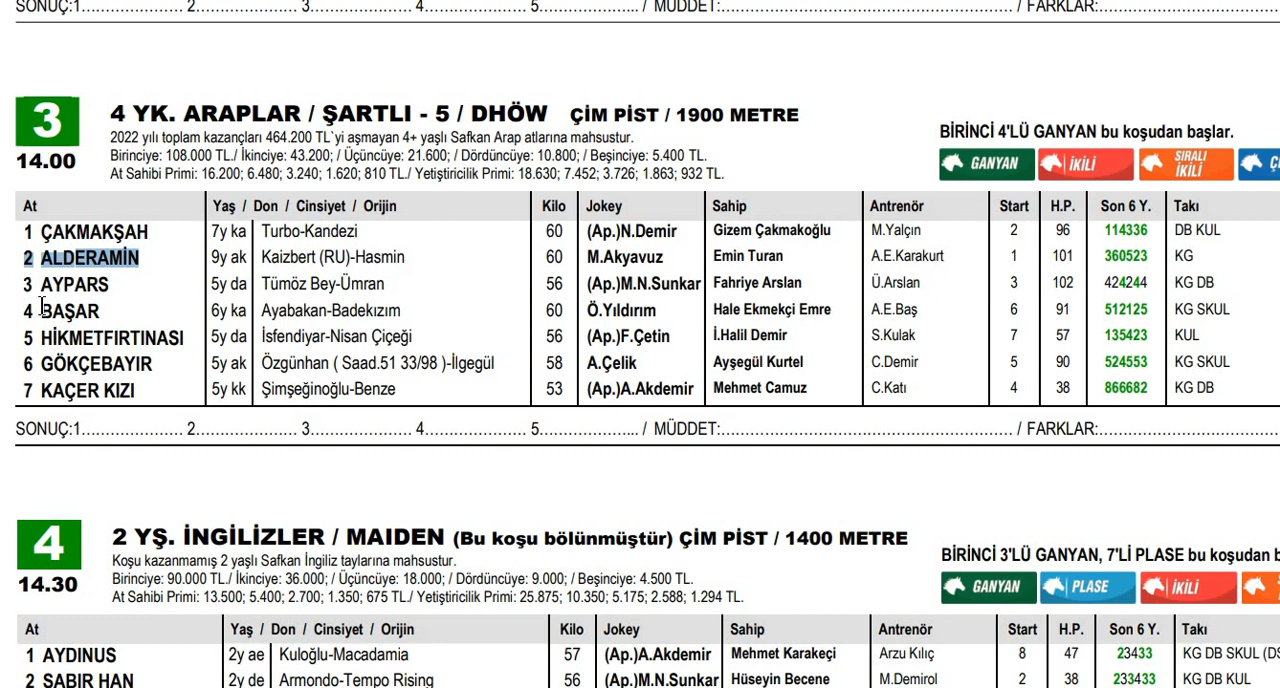 SONUÇ:1...................... 2...................... 3...................... 4...................... 5..................... / MÜDDET:............................................................ / FARKLAR:.....................................
3
4 YK. ARAPLAR / ŞARTLI - 5 / DHÖW ÇİM PİST / 1900 METRE
2022 yılı toplam kazançları 464.200 TL`yi aşmayan 4+ yaşlı Safkan Arap atlarına mahsustur.
BİRİNCİ 4'LÜ GANYAN bu koşudan başlar.
14.00
Birinciye: 108.000 TL./ İkinciye: 43.200; / Üçüncüye: 21.600; / Dördüncüye: 10.800; / Beşinciye: 5.400 TL.
GANYAN İKİLİ SIRALI İKİLİ
At Sahibi Primi: 16.200; 6.480; 3.240; 1.620; 810 TL./ Yetiştiricilik Primi: 18.630; 7.452; 3.726; 1.863; 932 TL.
At Yaş / Don / Cinsiyet / Orijin Kilo Jokey Sahip Antrenör Start H.P. Son 6 Y. Takı
1 ÇAKMAKŞAH 7y ka Turbo-Kandezi 60 (Ap.)N.Demir Gizem Çakmakoğlu M.Yalçın 2 96 114336 DB KUL
2 ALDERAMİN 9y ak Kaizbert (RU)-Hasmin 60 M.Akyavuz Emin Turan A.E.Karakurt 1 101 360523 KG
3 AYPARS 5y da Tümöz Bey-Ümran 56 (Ap.)M.N.Sunkar Fahriye Arslan Ü.Arslan 3 102 424244 KG DB
4 BAŞAR 6y ka Ayabakan-Badekızım 60 Ö.Yıldırım Hale Ekmekçi Emre A.E.Baş 6 91 512125 KG SKUL
5 HİKMETFIRTINASI 5y da İsfendiyar-Nisan Çiçeği 56 (Ap.)F.Çetin İ.Halil Demir S.Kulak 7 57 135423 KUL
6 GÖKÇEBAYIR 5y ak Özgünhan ( Saad.51 33/98 )-İlgegül 58 A.Çelik Ayşegül Kurtel C.Demir 5 90 524553 KG SKUL
7 KAÇER KIZI 5y kk Şimşeğinoğlu-Benze 53 (Ap.)A.Akdemir Mehmet Camuz C.Katı 4 38 866682 KG DB
SONUÇ:1...................... 2...................... 3...................... 4...................... 5..................... / MÜDDET:............................................................ / FARKLAR:.....................................
4
2 YŞ. İNGİLİZLER / MAIDEN (Bu koşu bölünmüştür) ÇİM PİST / 1400 METRE
Koşu kazanmamış 2 yaşlı Safkan İngiliz taylarına mahsustur.
BİRİNCİ 3'LÜ GANYAN, 7'Lİ PLASE bu koşudan b
14.30
Birinciye: 90.000 TL./ İkinciye: 36.000; / Üçüncüye: 18.000; / Dördüncüye: 9.000; / Beşinciye: 4.500 TL.
GANYAN PLASE İKİLİ
At Sahibi Primi: 13.500; 5.400; 2.700; 1.350; 675 TL./ Yetiştiricilik Primi: 25.875; 10.350; 5.175; 2.588; 1.294 TL.
At Yaş / Don / Cinsiyet / Orijin Kilo Jokey Sahip Antrenör Start H.P. Son 6 Y. Takı
1 AYDINUS 2y ae Kuloğlu-Macadamia 57 (Ap.)A.Akdemir Mehmet Karakeçi Arzu Kılıç 8 47 23433 KG DB SKUL (DS
2 SABIR HAN 2y de Armondo-Tempo Rising 56 (Ap.)M.N.Sunkar Hüseyin Becene M.Demirol 2 38 233433 KG DB KUL